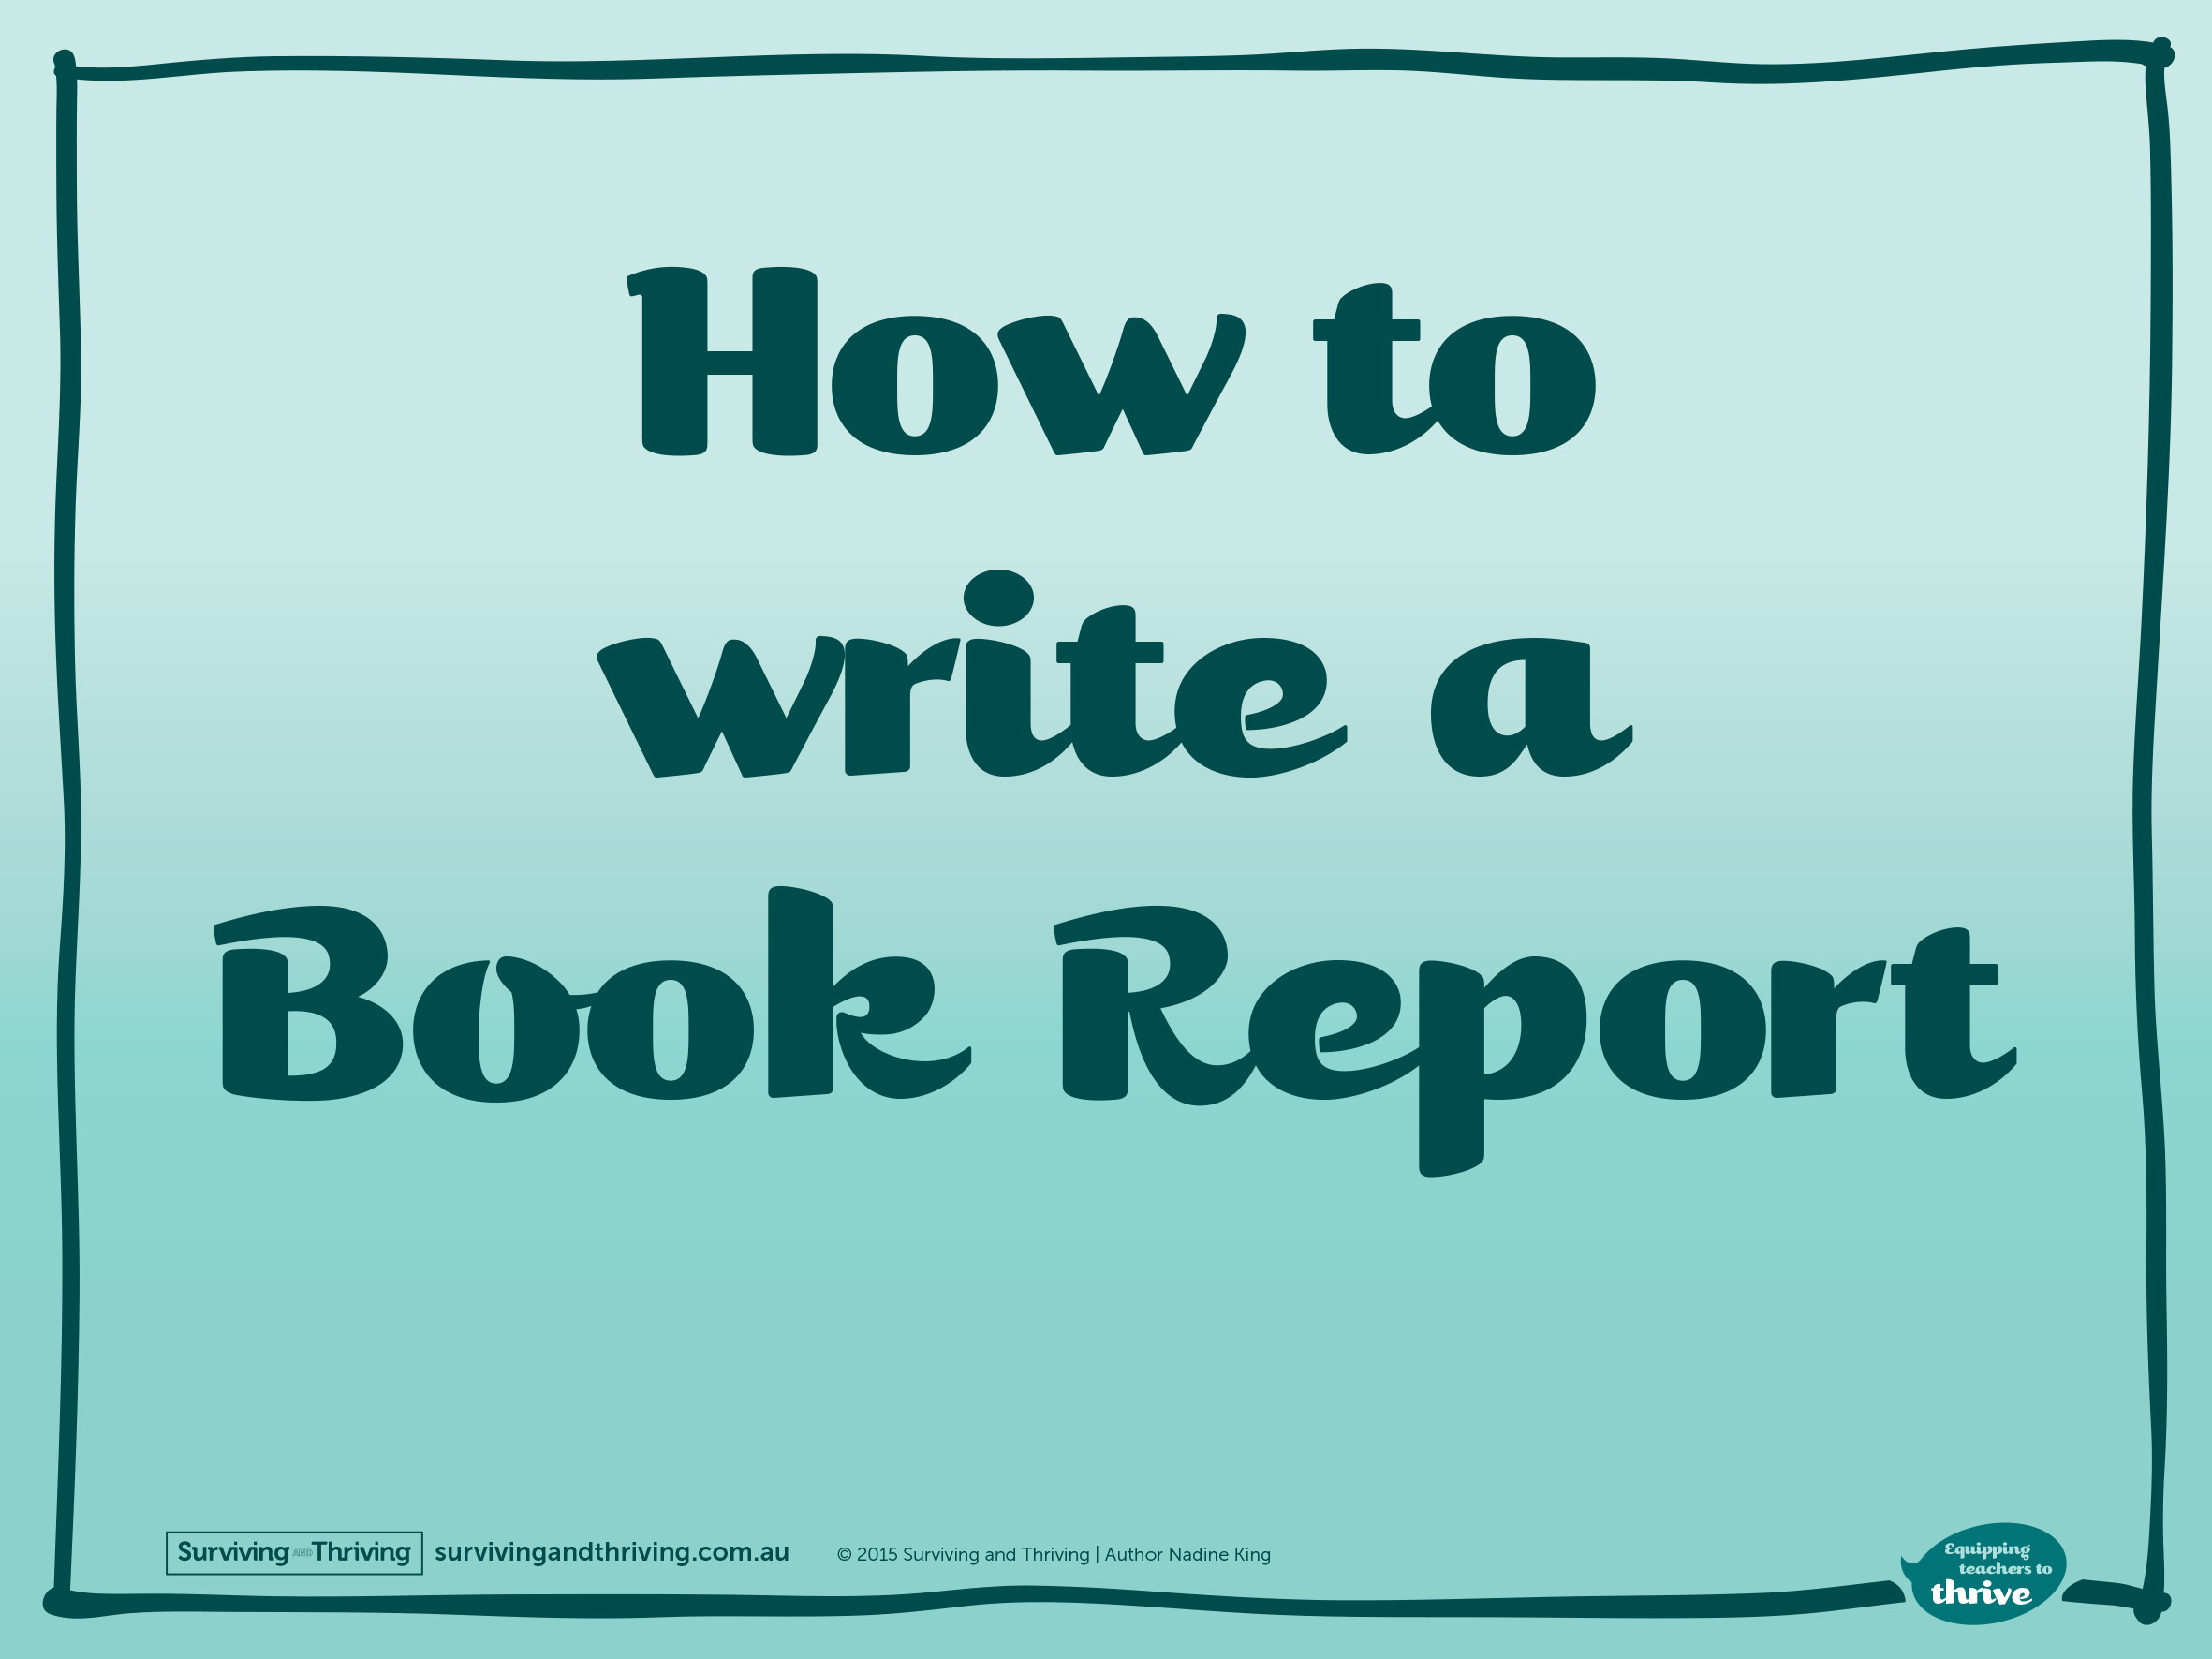 How to
write a
Book Report
Surviving AND Thriving survivingandthriving.com.au © 2015 Surviving and Thriving | Author Nadine King
Equipping
teachers to
thrive